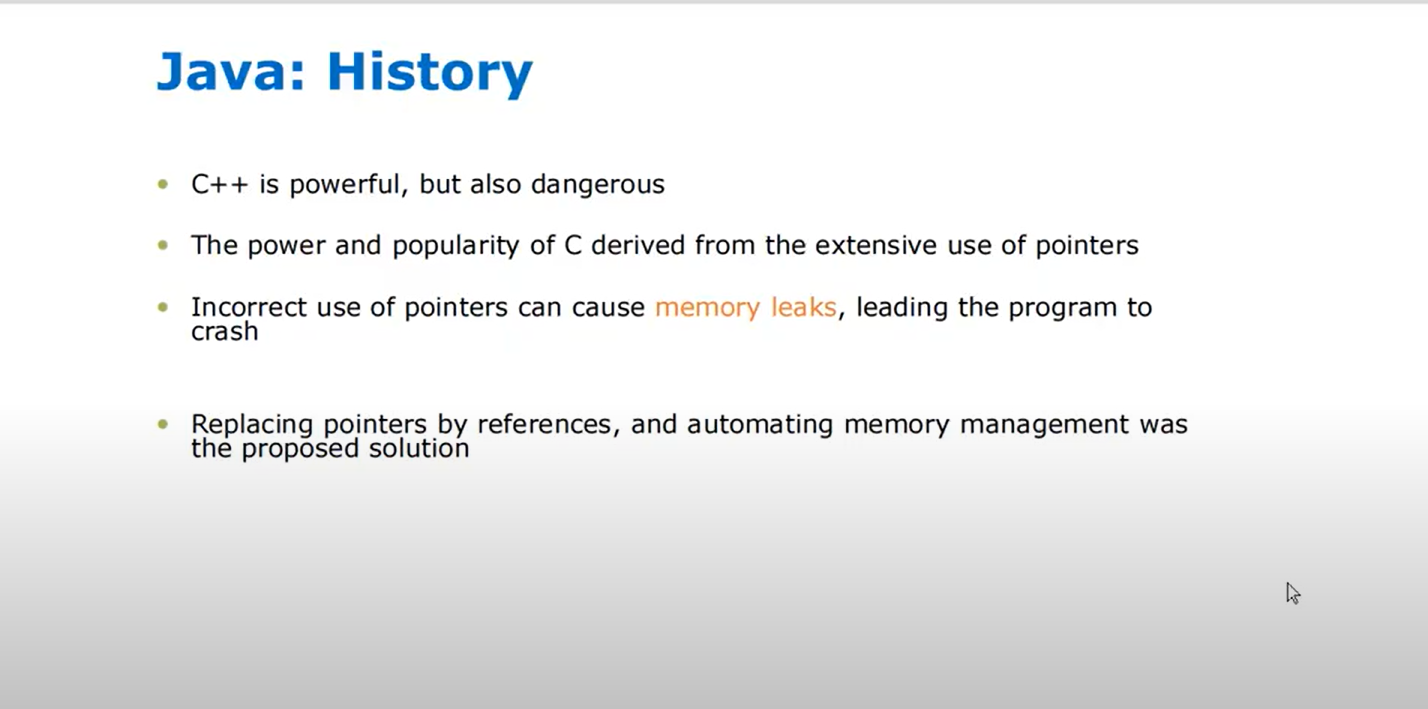 Java: History
• C++ is powerful, but also dangerous
• The power and popularity of C derived from the extensive use of pointers
• Incorrect use of pointers can cause memory leaks, leading the program to
crash
• Replacing pointers by references, and automating memory management was
the proposed solution